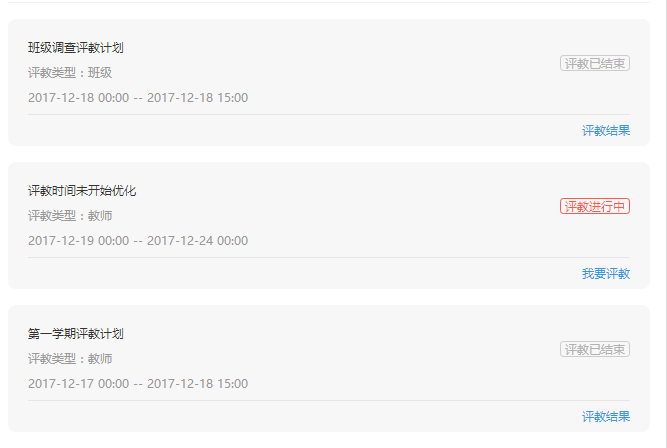 班级调查评教计划
评教类型：班级
评教已结束
2017-12-18 00:00 -- 2017-12-18 15:00
评教结果
评教时间未开始优化
评教类型：教师
评教进行中
2017-12-19 00:00 -- 2017-12-24 00:00
我要评教
第一学期评教计划
评教类型：教师
评教已结束
2017-12-17 00:00 -- 2017-12-18 15:00
评教结果